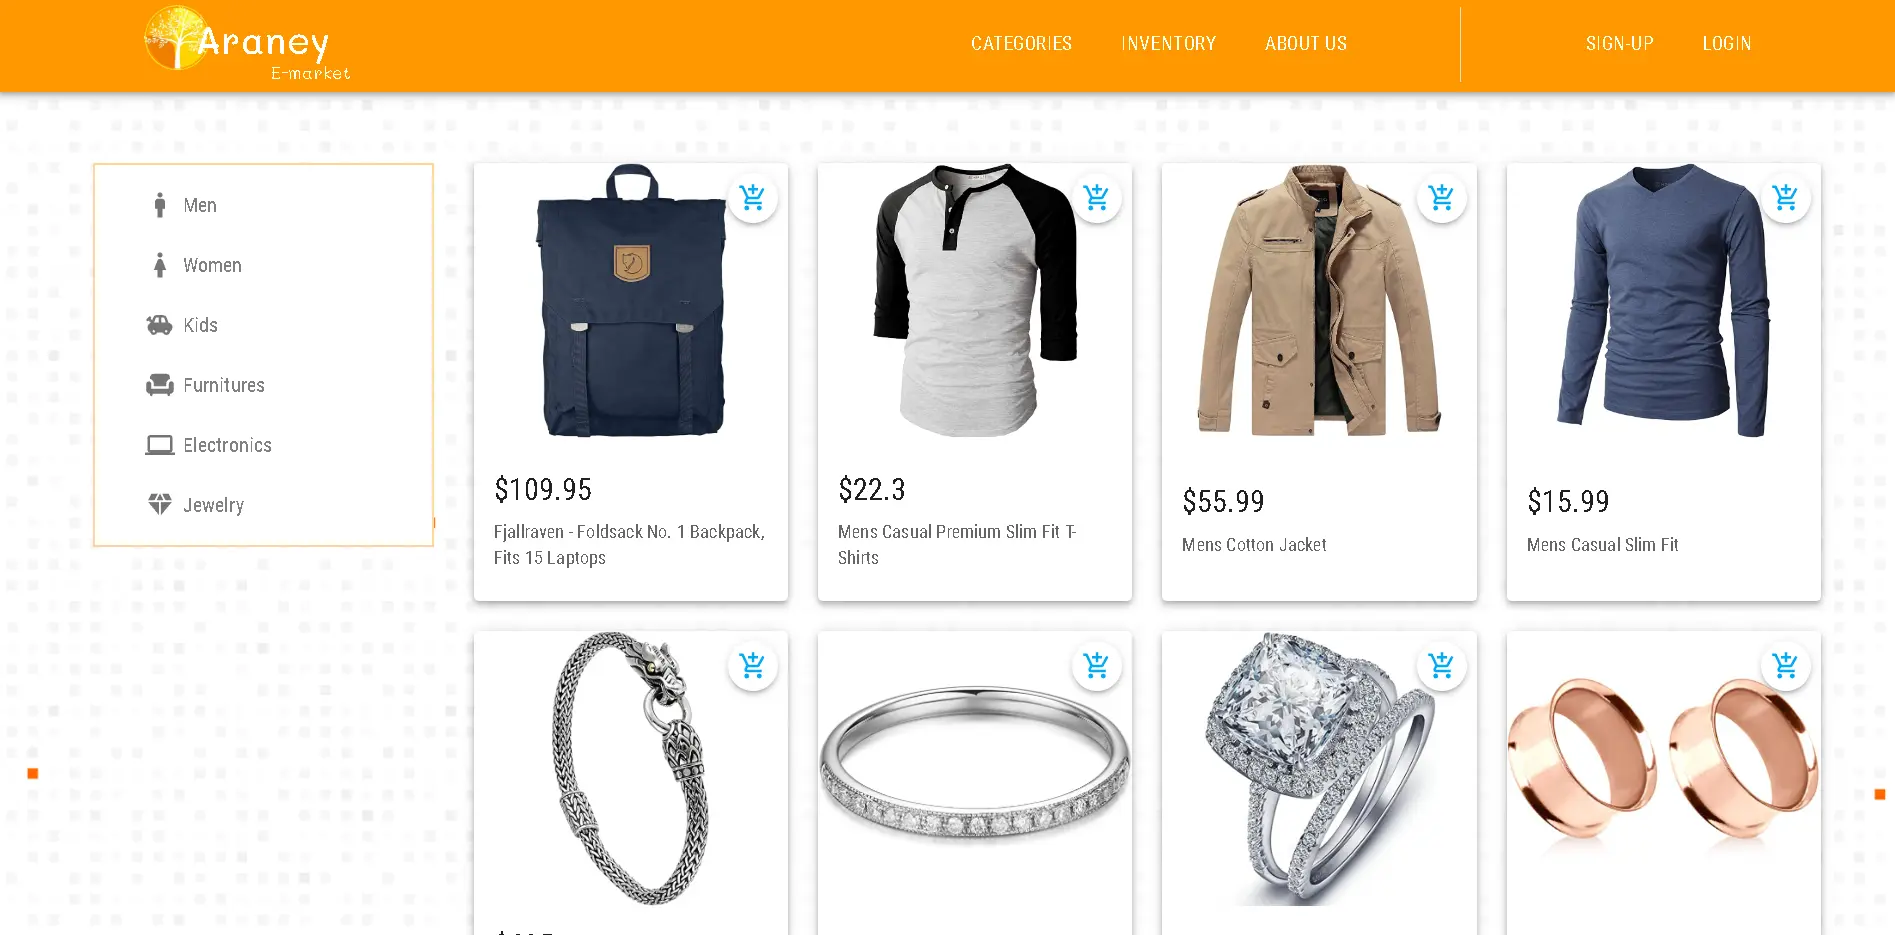 Araney
E-market
CATEGORIES
INVENTORY
ABOUT US
SIGN-UP
LOGIN
Men
Women
Kids
Furnitures
Electronics
Jewelry
$109.95
Fjallraven - Foldsack No. 1 Backpack,
Fits 15 Laptops
$22.3
Mens Casual Premium Slim Fit T-
Shirts
$55.99
Mens Cotton Jacket
$15.99
Mens Casual Slim Fit